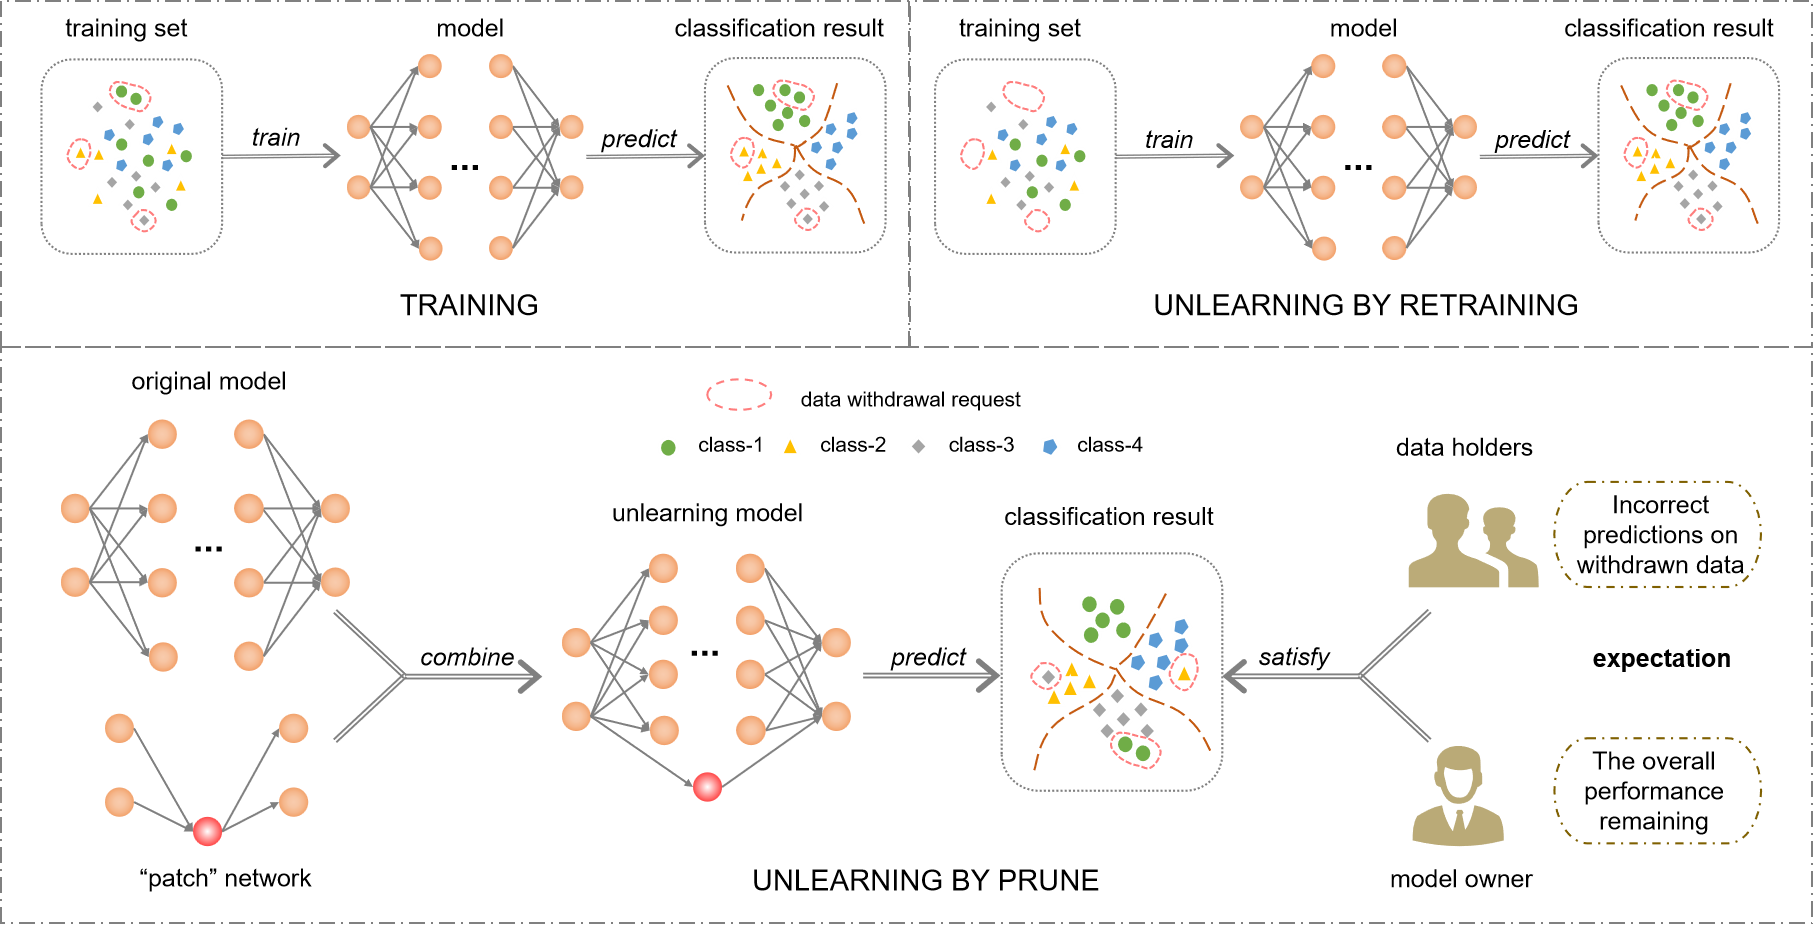 training set
model
classification result
train
...
predict
TRAINING
training set
model
classification result
train
...
predict
UNLEARNING BY RETRAINING
original model
...
“patch” network
combine
data withdrawal request
class-1
class-2
class-3
class-4
unlearning model
...
predict
classification result
satisfy
data holders
Incorrect
predictions on
withdrawn data
expectation
The overall
performance
remaining
model owner
UNLEARNING BY PRUNE